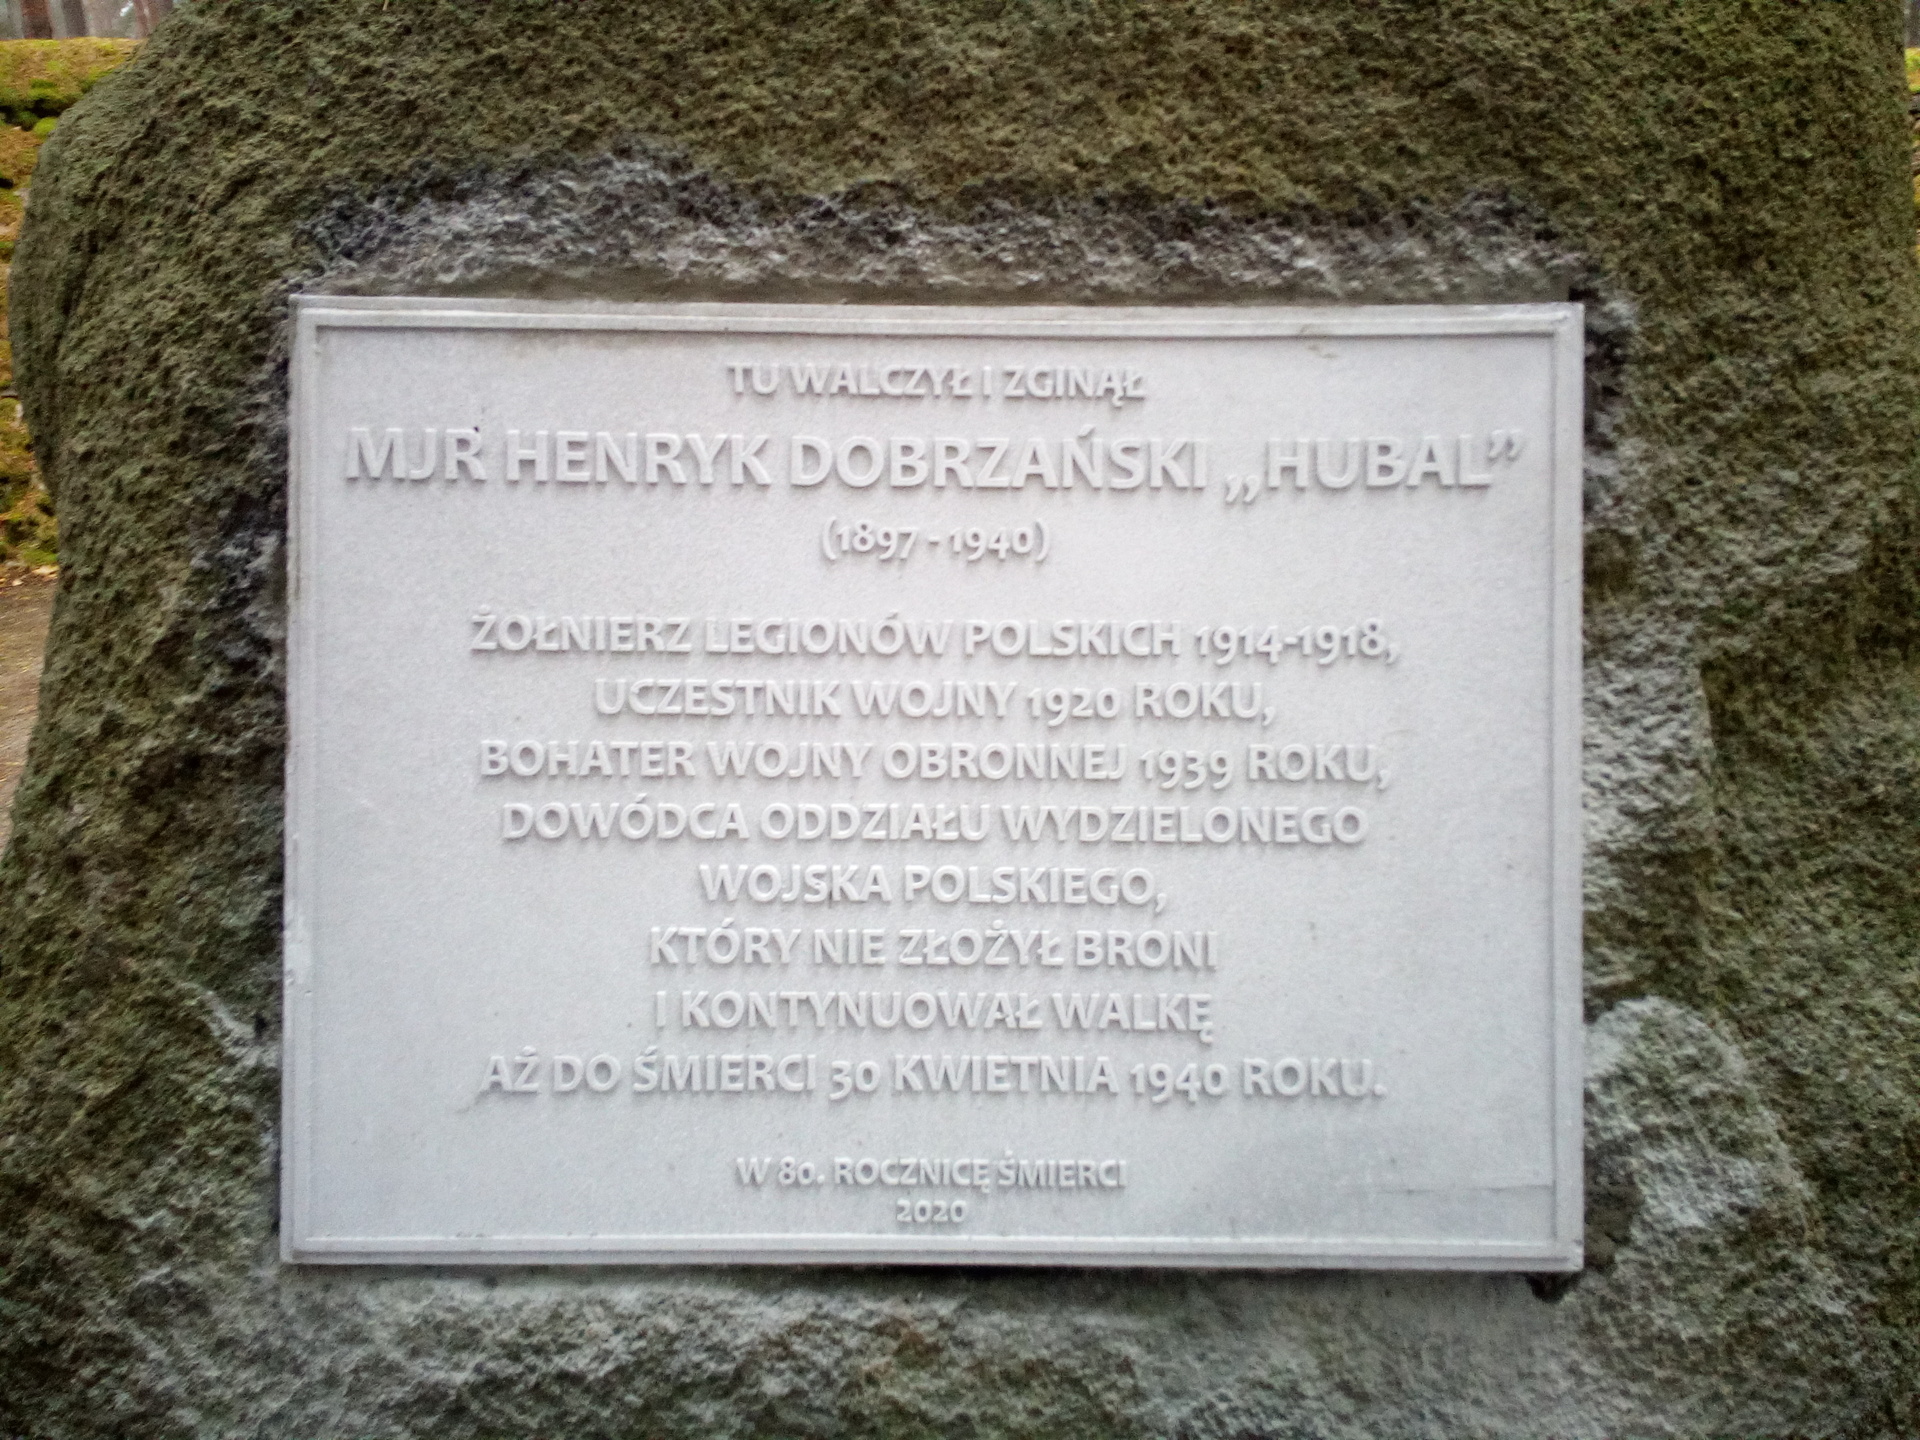 TU WALCZYŁ I ZGINĄŁ
MJR HENRYK DOBRZAŃSKI „HUBAL”
(1897 - 1940)
ŻOŁNIERZ LEGIONÓW POLSKICH 1914-1918,
UCZESTNIK WOJNY 1920 ROKU,
BOHATER WOJNY OBRONNEJ 1939 ROKU,
DOWÓDCA ODDZIAŁU WYDZIELONEGO
WOJSKA POLSKIEGO,
KTÓRY NIE ZŁOŻYŁ BRONI
I KONTYNUOWAŁ WALKĘ
AŻ DO ŚMIERCI 30 KWIETNIA 1940 ROKU.
W 80. ROCZNICĘ ŚMIERCI
2020